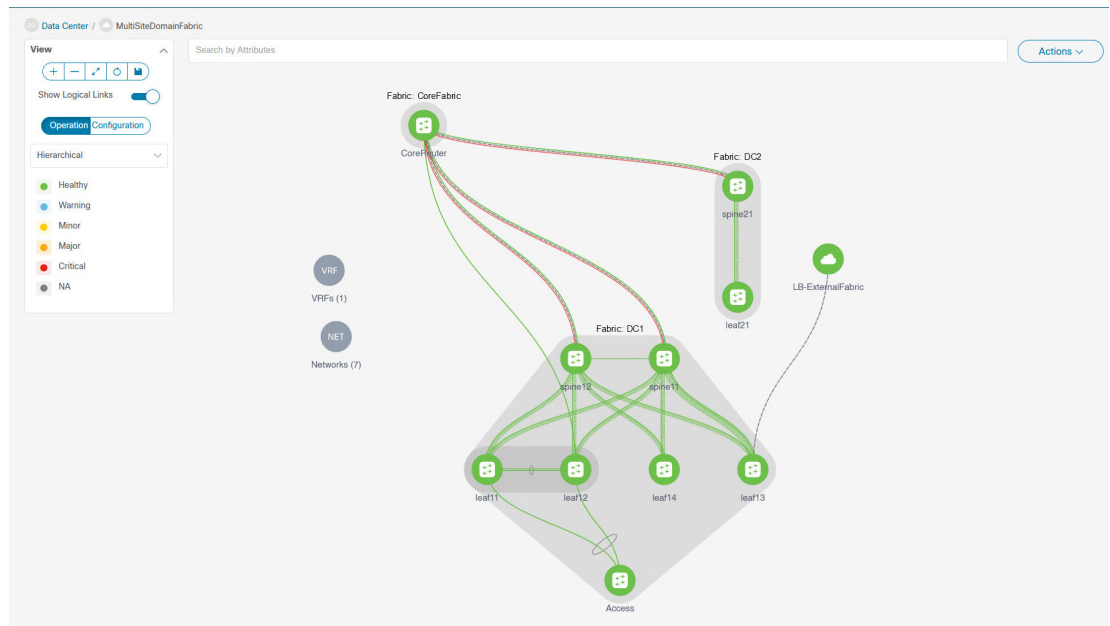 Data Center / MultiSiteDomainFabric
View
Search by Attributes
Actions
Show Logical Links
Operation Configuration
Hierarchical
Healthy
Warning
Minor
Major
Critical
NA
Fabric: CoreFabric
CoreRouter
Fabric: DC2
spine21
leaf21
LB-ExternalFabric
VRF
VRFs (1)
NET
Networks (7)
Fabric: DC1
spine12
spine11
leaf11
leaf12
leaf14
leaf13
Access